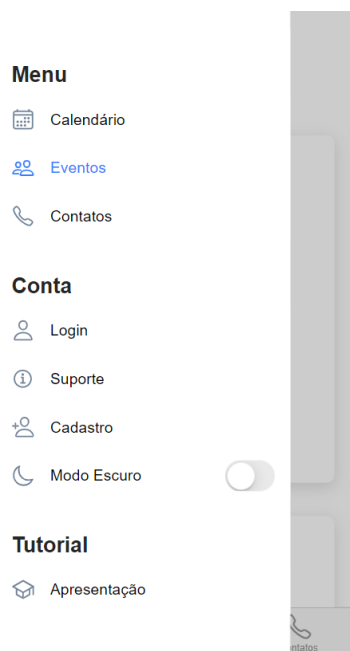 Menu
Calendário
Eventos
Contatos
Conta
Login
Suporte
Cadastro
Modo Escuro
Tutorial
Apresentação